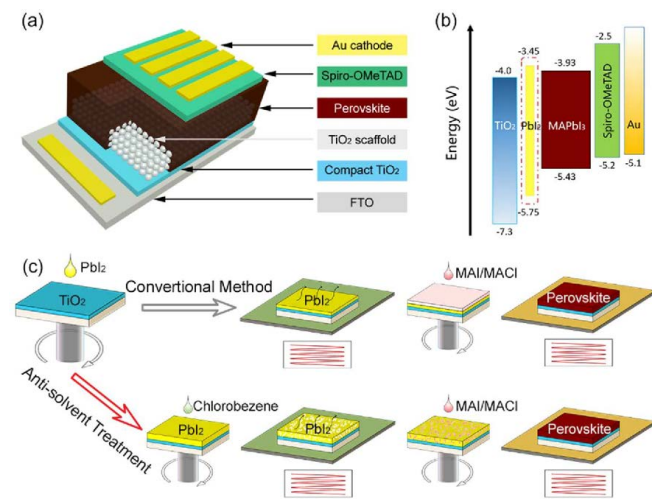 (a)
Au cathode
Spiro-OMeTAD
Perovskite
TiO₂ scaffold
Compact TiO₂
FTO
(b)
Energy (eV)
-4.0
TiO₂
-7.3
-3.45
PbI₂
-5.75
-3.93
MAPbI₃
-5.43
-2.5
Spiro-OMeTAD
-5.2
Au
-5.1
(c)
PbI₂
TiO₂
Convertional Method
PbI₂
MAI/MACl
Perovskite
Anti-solvent Treatment
Chlorobezene
PbI₂
PbI₂
MAI/MACl
Perovskite